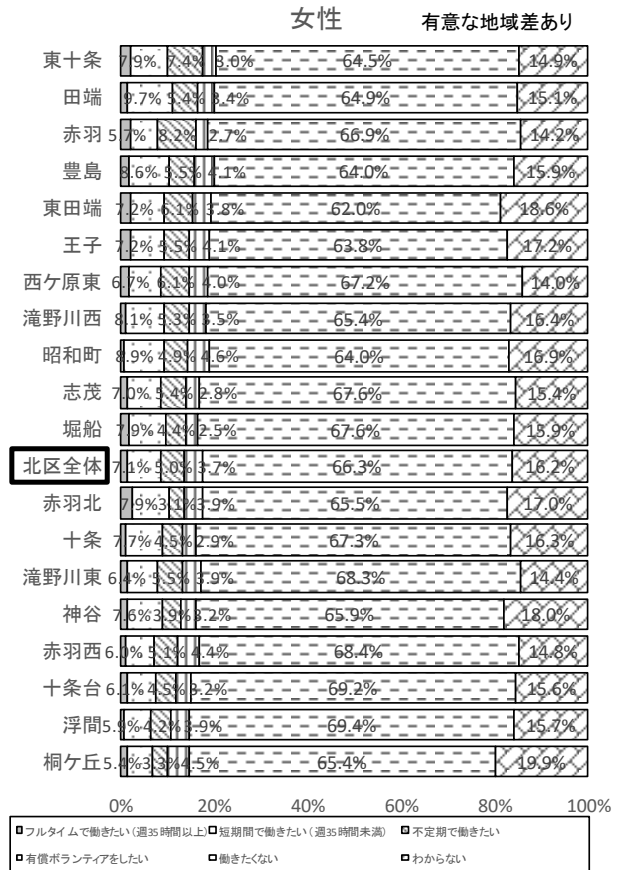 女性
有意な地域差あり
東十条 7.9% 7.4% 3.0% 64.5% 14.9%
田端 9.7% 5.4% 3.4% 64.9% 15.1%
赤羽 5.7% 8.2% 2.7% 66.9% 14.2%
豊島 8.6% 5.5% 4.1% 64.0% 15.9%
東田端 7.2% 6.1% 3.8% 62.0% 18.6%
王子 7.2% 5.5% 4.1% 63.8% 17.2%
西ケ原東 6.7% 6.1% 4.0% 67.2% 14.0%
滝野川西 8.1% 5.3% 3.5% 65.4% 16.4%
昭和町 8.9% 4.9% 4.6% 64.0% 16.9%
志茂 7.0% 5.4% 2.8% 67.6% 15.4%
堀船 7.9% 4.4% 2.5% 67.6% 15.9%
北区全体 7.1% 5.0% 3.7% 66.3% 16.2%
赤羽北 7.9% 3.1% 3.9% 65.5% 17.0%
十条 7.7% 4.5% 2.9% 67.3% 16.3%
滝野川東 6.4% 5.5% 3.9% 68.3% 14.4%
神谷 7.6% 3.9% 3.2% 65.9% 18.0%
赤羽西 6.0% 5.1% 4.4% 68.4% 14.8%
十条台 6.1% 4.5% 3.2% 69.2% 15.6%
浮間 5.9% 4.2% 3.9% 69.4% 15.7%
桐ケ丘 5.4% 3.3% 4.5% 65.4% 19.9%
0% 20% 40% 60% 80% 100%
フルタイムで働きたい(週35時間以上) 短期間で働きたい(週35時間未満) 不定期で働きたい
有償ボランティアをしたい 働きたくない わからない